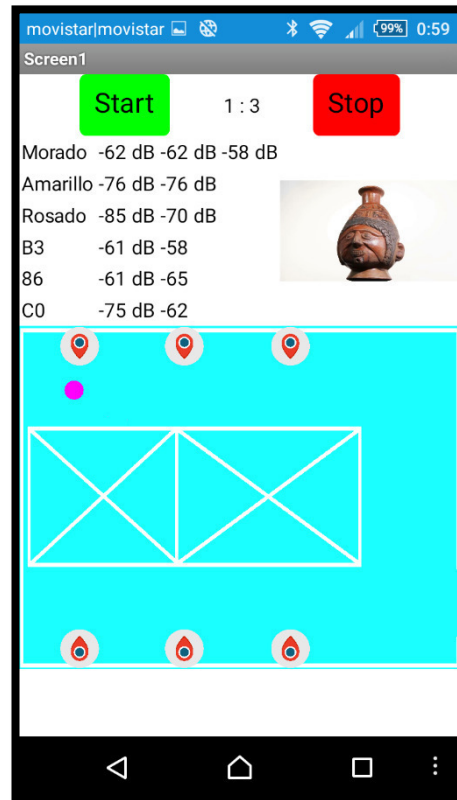 movistar|movistar 99% 0:59
Screen1
Start 1 : 3 Stop
Morado -62 dB -62 dB -58 dB
Amarillo -76 dB -76 dB
Rosado -85 dB -70 dB
B3 -61 dB -58
86 -61 dB -65
C0 -75 dB -62